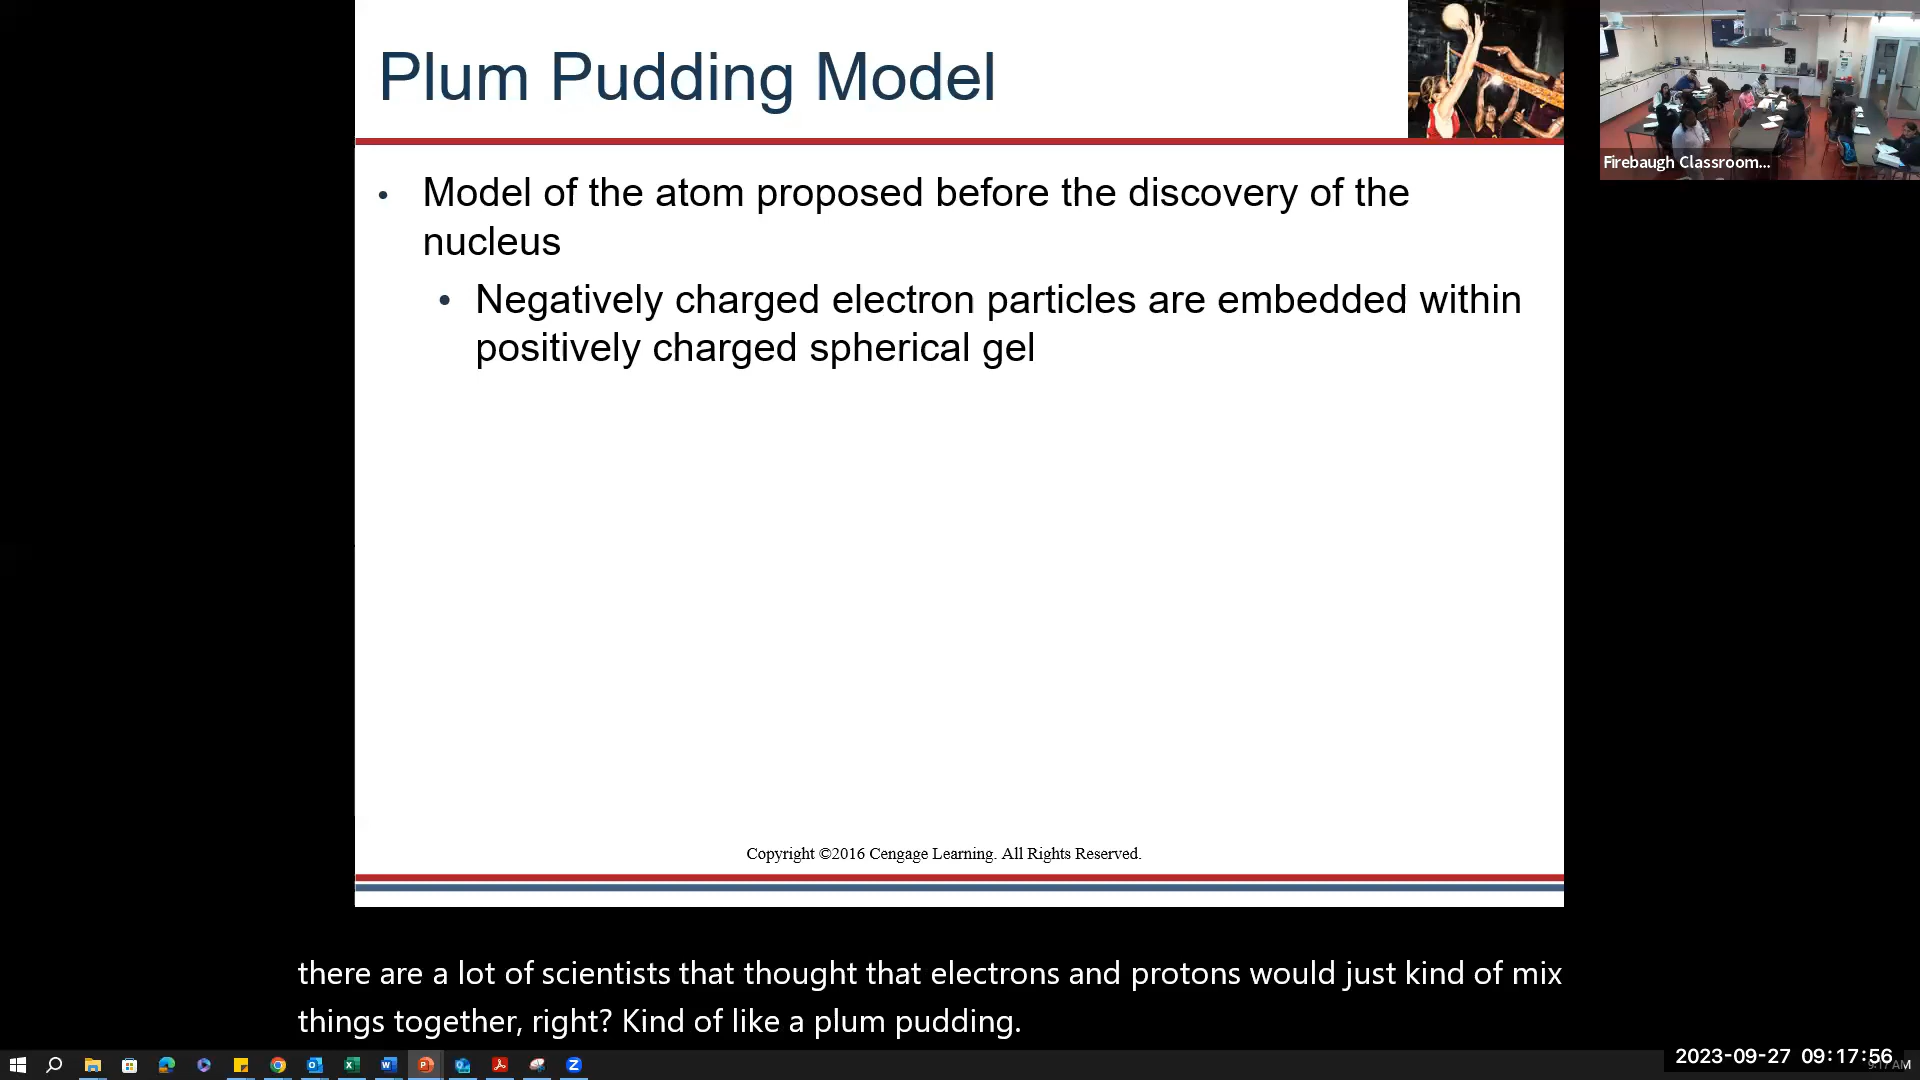 Plum Pudding Model
Firebaugh Classroom...
• Model of the atom proposed before the discovery of the
nucleus
• Negatively charged electron particles are embedded within
positively charged spherical gel
Copyright ©2016 Cengage Learning. All Rights Reserved.
there are a lot of scientists that thought that electrons and protons would just kind of mix
things together, right? Kind of like a plum pudding.
2023-09-27 09:17:56
9:17 AM